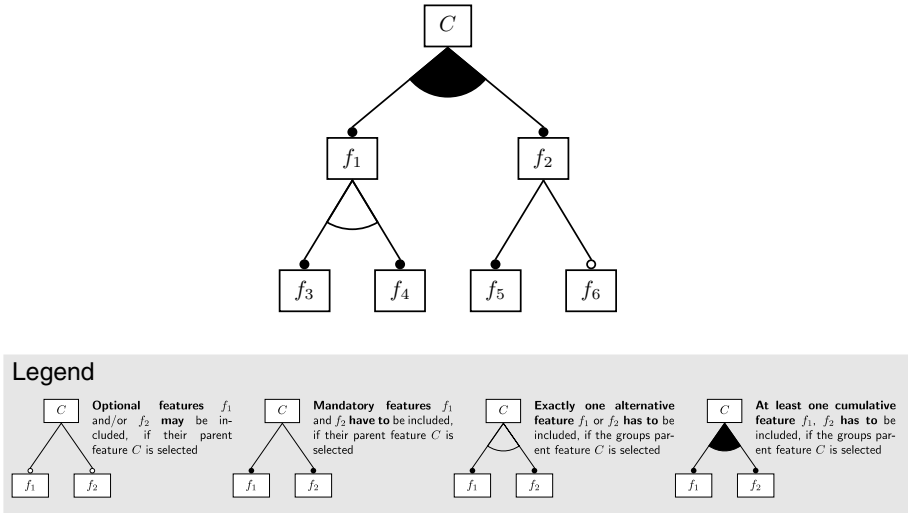 C
f₁ f₂
f₃ f₄ f₅ f₆
Legend
C
Optional features f₁
and/or f₂ may be in-
cluded, if their parent
feature C is selected
f₁ f₂
C
Mandatory features f₁
and f₂ have to be included,
if their parent feature C is
selected
f₁ f₂
C
Exactly one alternative
feature f₁ or f₂ has to be
included, if the groups par-
ent feature C is selected
f₁ f₂
C
At least one cumulative
feature f₁, f₂ has to be
included, if the groups par-
ent feature C is selected
f₁ f₂